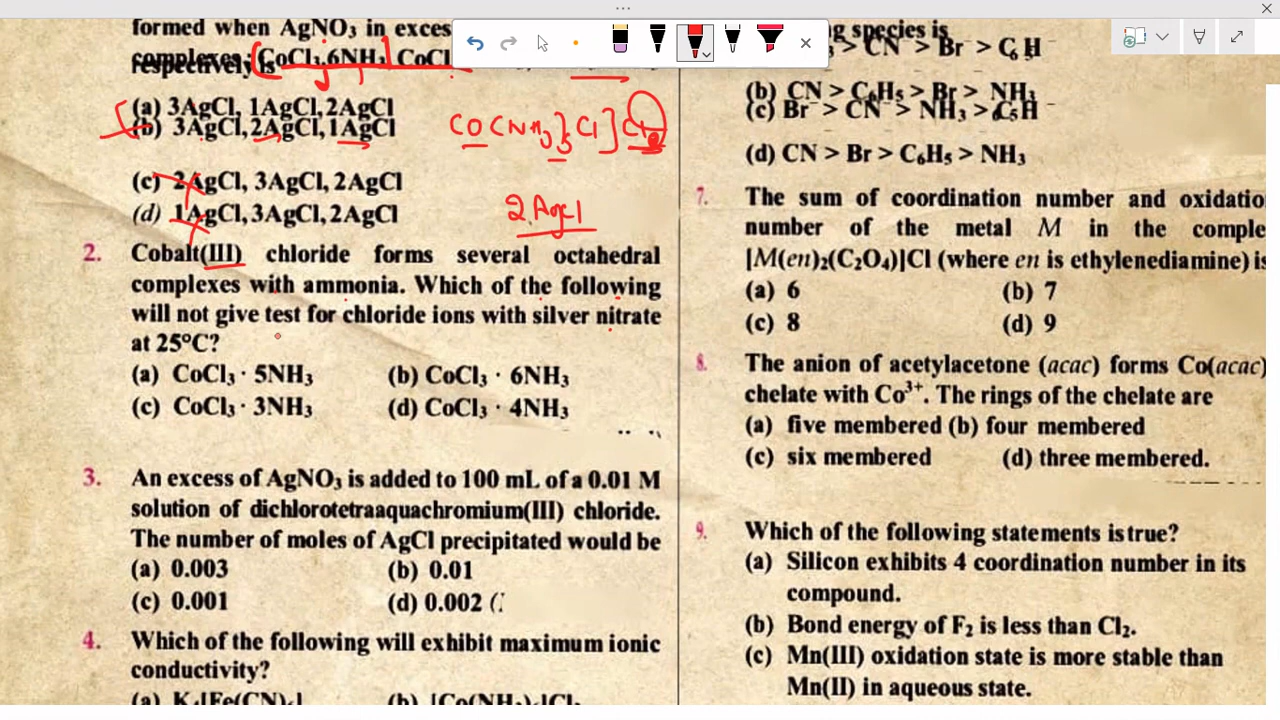 formed when AgNO₃ in exces
complexes
respectively is
CoCl₃.6NH₃ CoCl
(a) 3AgCl, 1AgCl, 2AgCl
(b) 3AgCl, 2AgCl, 1AgCl
(c) 2AgCl, 3AgCl, 2AgCl
(d) 1AgCl, 3AgCl, 2AgCl
2 AgCl
2. Cobalt(III) chloride forms several octahedral
complexes with ammonia. Which of the following
will not give test for chloride ions with silver nitrate
at 25°C?
(a) CoCl₃ · 5NH₃ (b) CoCl₃ · 6NH₃
(c) CoCl₃ · 3NH₃ (d) CoCl₃ · 4NH₃
3. An excess of AgNO₃ is added to 100 mL of a 0.01 M
solution of dichlorotetraaquachromium(III) chloride.
The number of moles of AgCl precipitated would be
(a) 0.003 (b) 0.01
(c) 0.001 (d) 0.002 (
4. Which of the following will exhibit maximum ionic
conductivity?
g species is
> CN⁻ > Br⁻ > C₆H₅⁻
(b) CN⁻ > C₆H₅⁻ > Br⁻ > NH₃
(c) Br⁻ > CN⁻ > NH₃ > C₆H₅⁻
(d) CN > Br > C₆H₅ > NH₃
7. The sum of coordination number and oxidatio
number of the metal M in the comple
[M(en)₂(C₂O₄)]Cl (where en is ethylenediamine) is
(a) 6 (b) 7
(c) 8 (d) 9
8. The anion of acetylacetone (acac) forms Co(acac)
chelate with Co³⁺. The rings of the chelate are
(a) five membered (b) four membered
(c) six membered (d) three membered.
9. Which of the following statements is true?
(a) Silicon exhibits 4 coordination number in its
compound.
(b) Bond energy of F₂ is less than Cl₂.
(c) Mn(III) oxidation state is more stable than
Mn(II) in aqueous state.